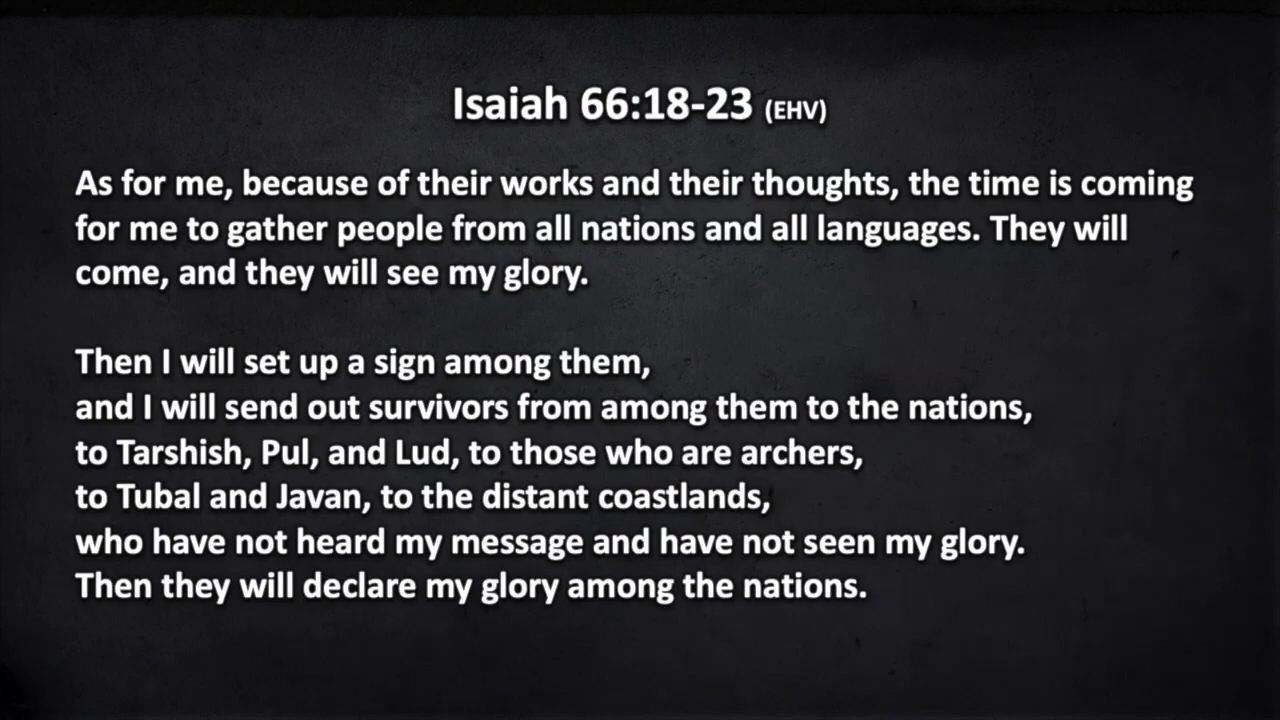 Isaiah 66:18-23 (EHV)
As for me, because of their works and their thoughts, the time is coming
for me to gather people from all nations and all languages. They will
come, and they will see my glory.
Then I will set up a sign among them,
and I will send out survivors from among them to the nations,
to Tarshish, Pul, and Lud, to those who are archers,
to Tubal and Javan, to the distant coastlands,
who have not heard my message and have not seen my glory.
Then they will declare my glory among the nations.